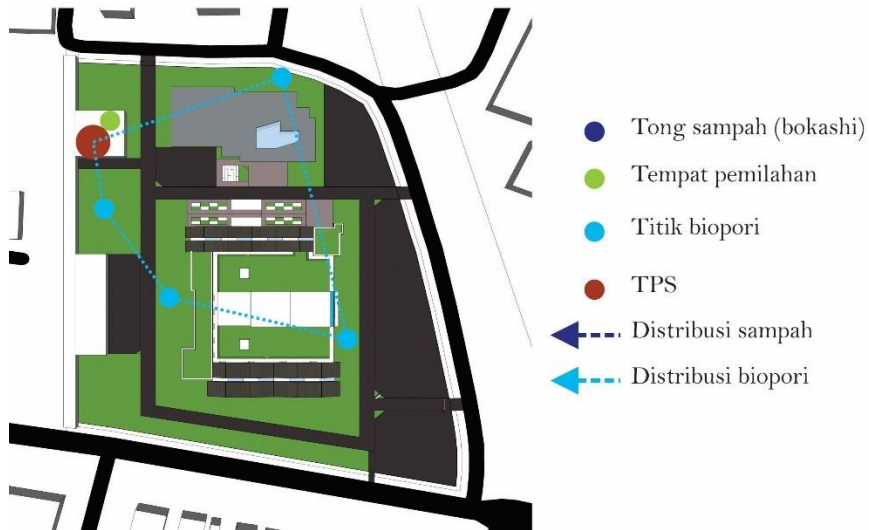 Tong sampah (bokashi)
Tempat pemilahan
Titik biopori
TPS
Distribusi sampah
Distribusi biopori